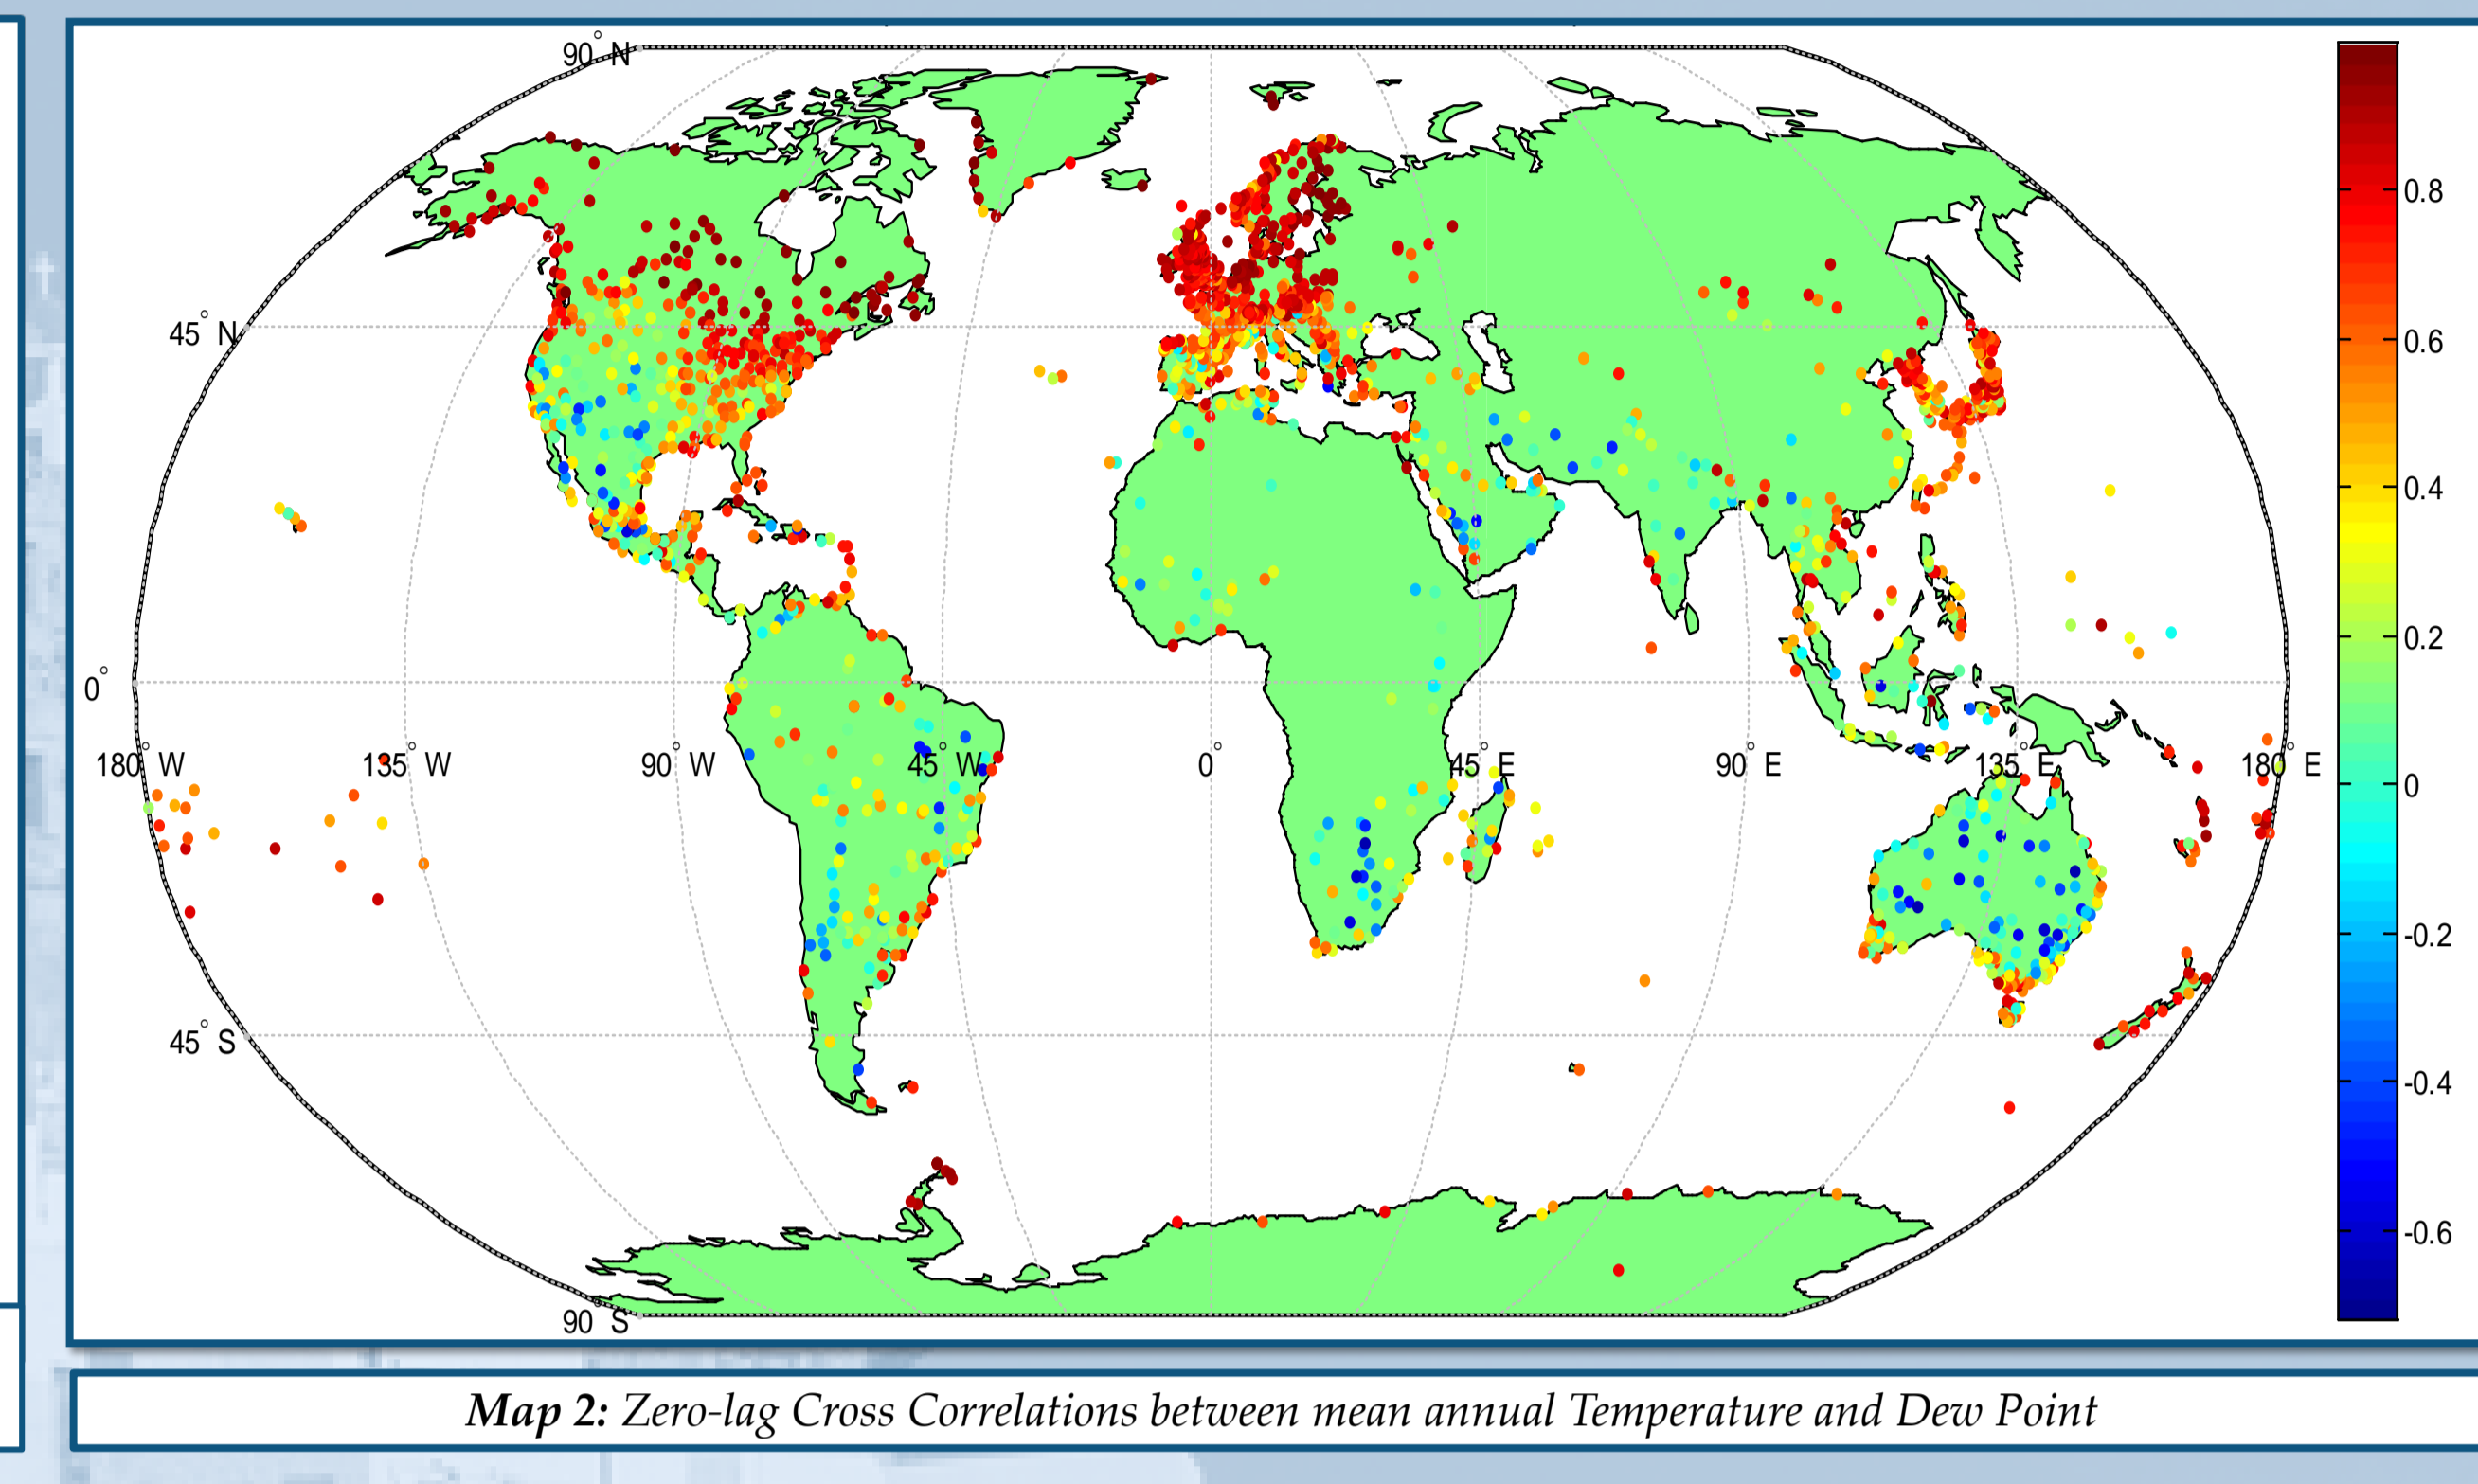 90° N
45° N
0°
180° W
135° W
90° W
45° W
0°
45° E
90° E
135° E
180° E
45° S
90° S
0.8
0.6
0.4
0.2
0
-0.2
-0.4
-0.6
Map 2: Zero-lag Cross Correlations between mean annual Temperature and Dew Point